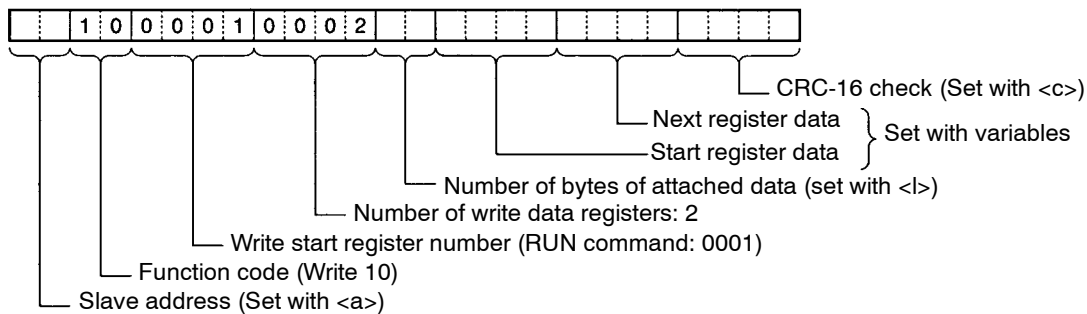 1 0 0 0 0 1 0 0 0 2
CRC-16 check (Set with <c>)
Next register data
Set with variables
Start register data
Number of bytes of attached data (set with <l>)
Number of write data registers: 2
Write start register number (RUN command: 0001)
Function code (Write 10)
Slave address (Set with <a>)